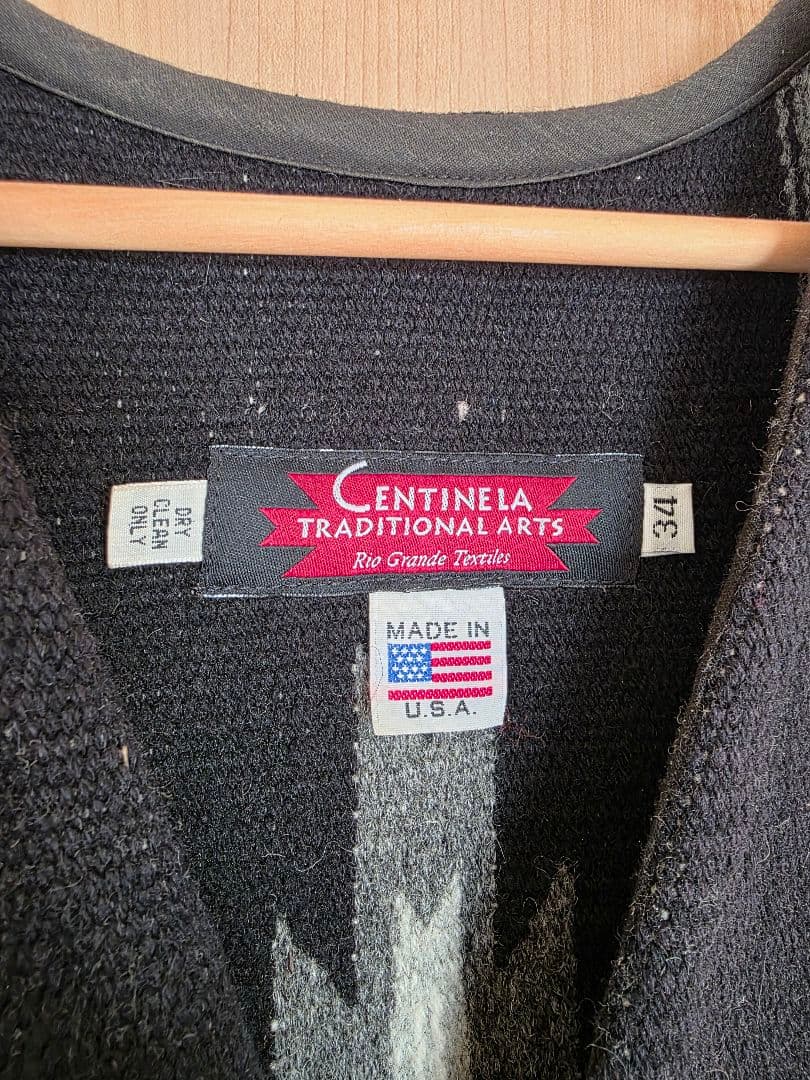 CENTINELA
TRADITIONAL ARTS
Rio Grande Textiles
DRY
CLEAN
ONLY
34
MADE IN
U.S.A.